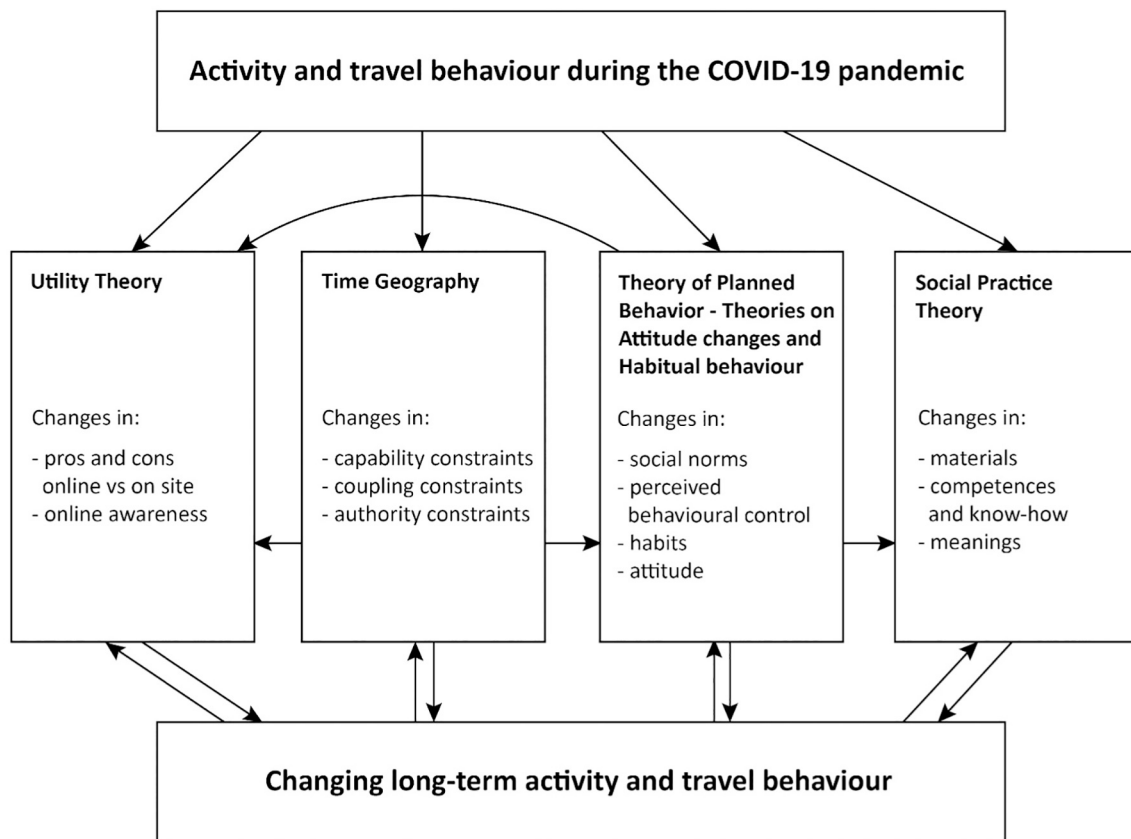 Activity and travel behaviour during the COVID-19 pandemic
Utility Theory
Changes in:
- pros and cons
online vs on site
- online awareness
Time Geography
Changes in:
- capability constraints
- coupling constraints
- authority constraints
Theory of Planned
Behavior - Theories on
Attitude changes and
Habitual behaviour
Changes in:
- social norms
- perceived
behavioural control
- habits
- attitude
Social Practice
Theory
Changes in:
- materials
- competences
and know-how
- meanings
Changing long-term activity and travel behaviour